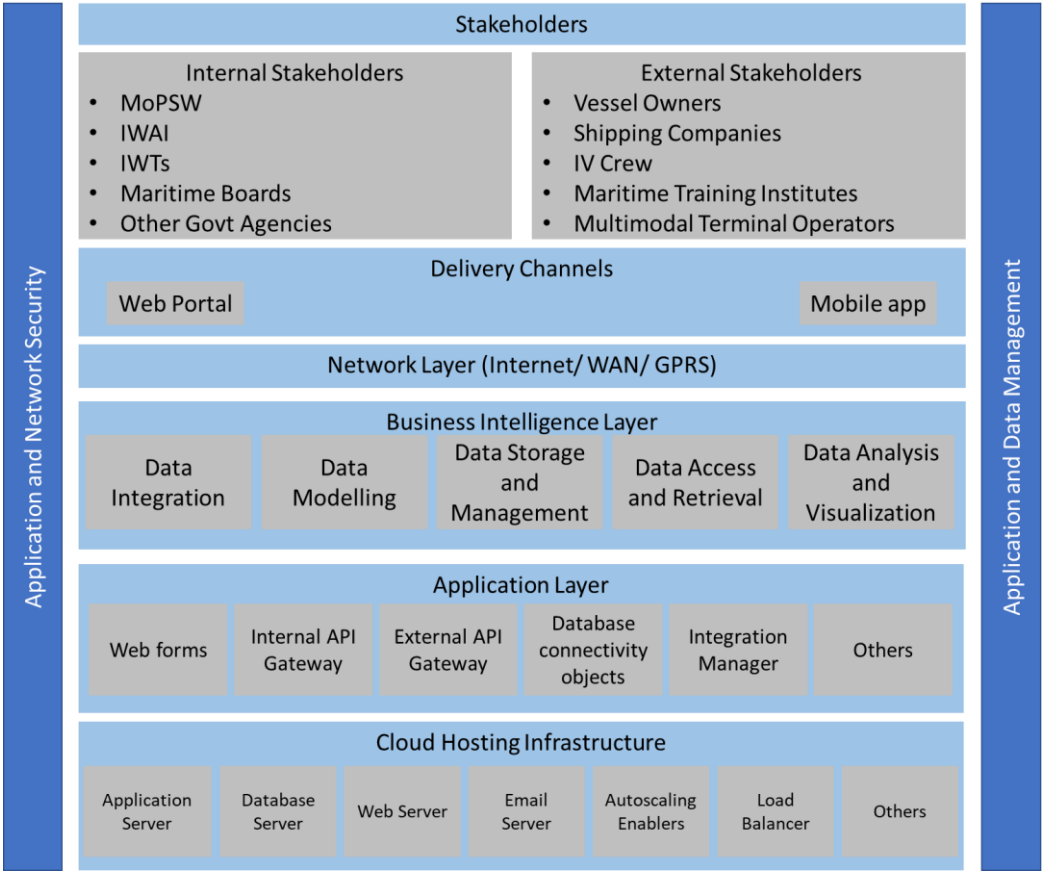 Application and Network Security
Stakeholders
Internal Stakeholders
• MoPSW
• IWAI
• IWTs
• Maritime Boards
• Other Govt Agencies
External Stakeholders
• Vessel Owners
• Shipping Companies
• IV Crew
• Maritime Training Institutes
• Multimodal Terminal Operators
Delivery Channels
Web Portal
Mobile app
Network Layer (Internet/ WAN/ GPRS)
Business Intelligence Layer
Data
Integration
Data
Modelling
Data Storage
and
Management
Data Access
and Retrieval
Data Analysis
and
Visualization
Application Layer
Web forms
Internal API
Gateway
External API
Gateway
Database
connectivity
objects
Integration
Manager
Others
Cloud Hosting Infrastructure
Application
Server
Database
Server
Web Server
Email
Server
Autoscaling
Enablers
Load
Balancer
Others
Application and Data Management